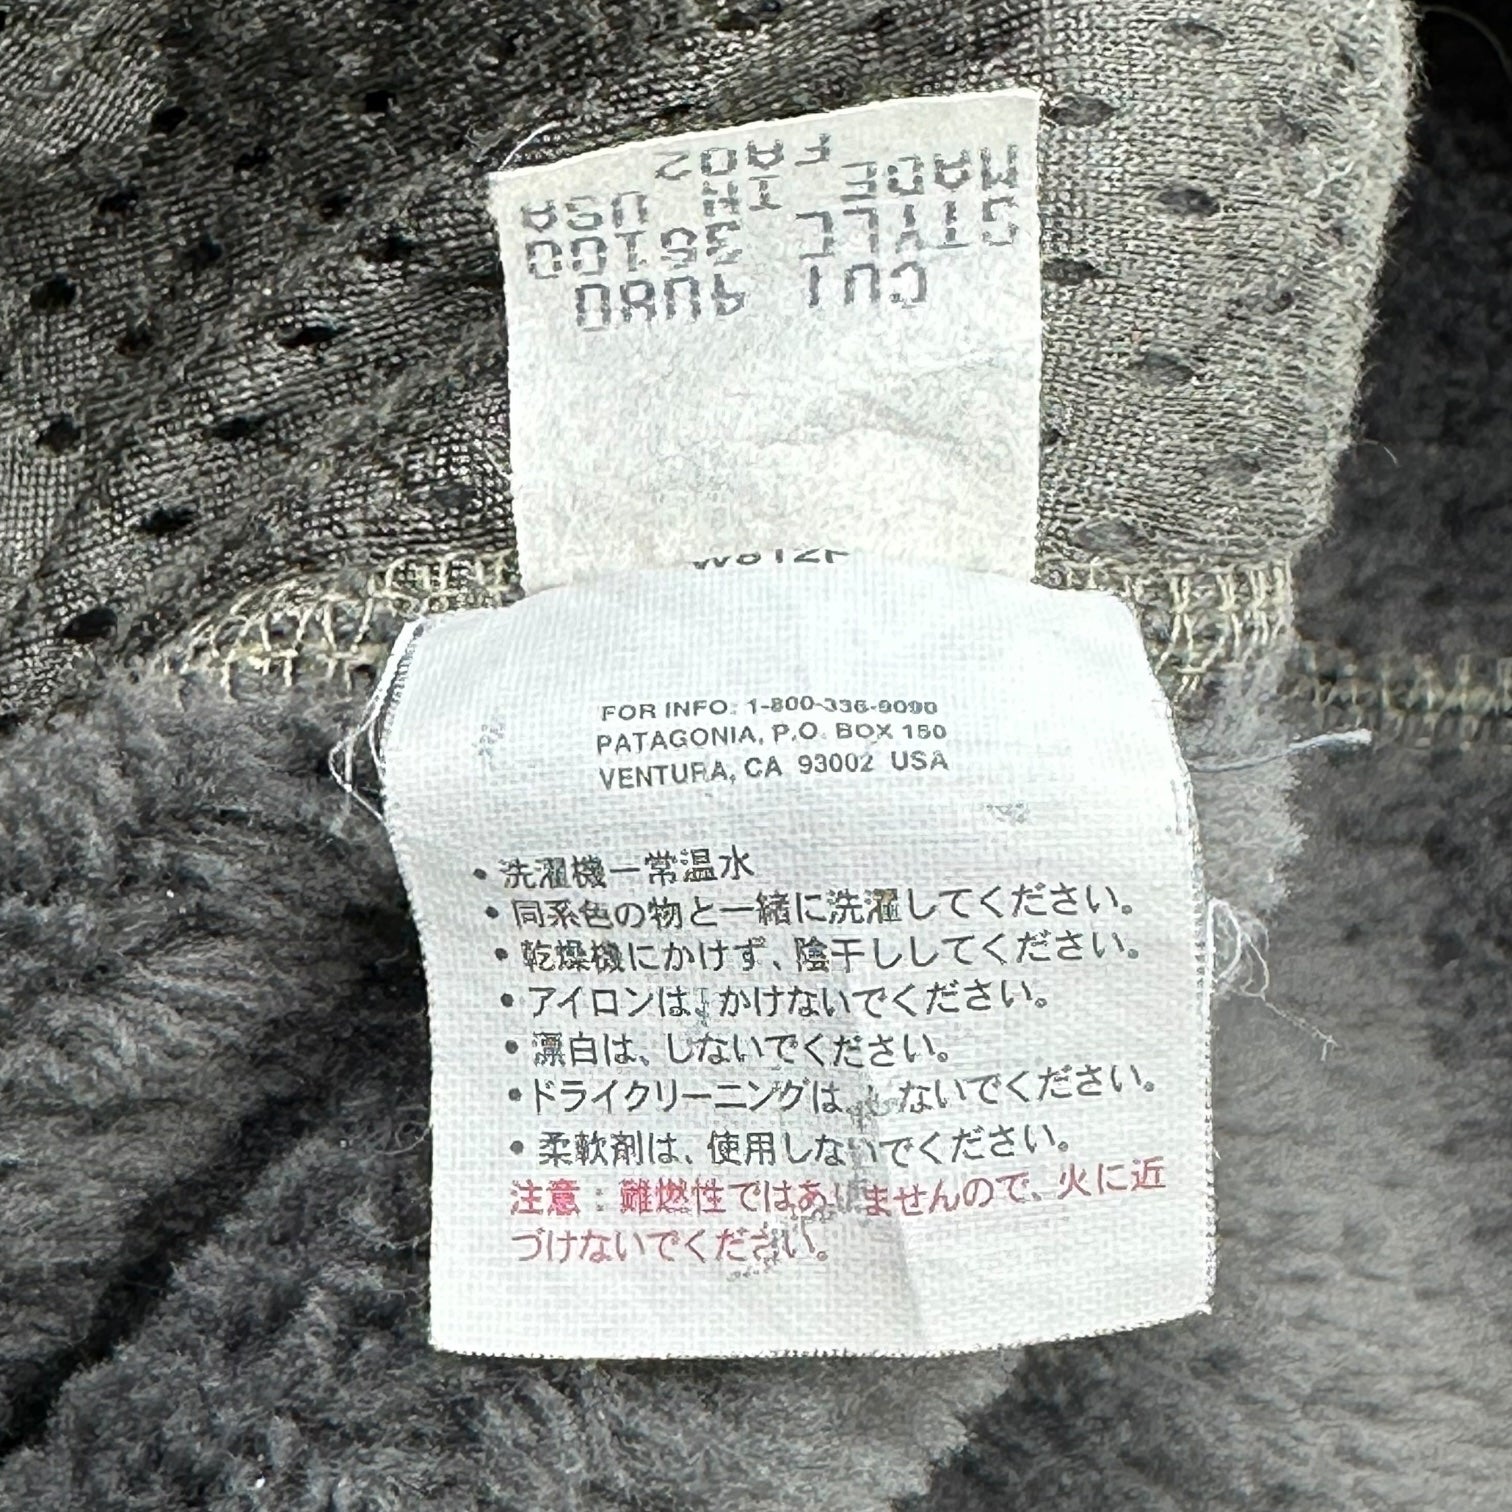 CUT
STYLE
MADE IN USA
FA02
FOR INFO: 1-800-336-9090
PATAGONIA, P.O. BOX 150
VENTURA, CA 93002 USA
・洗濯機ー常温水
・同系色の物と一緒に洗濯してください。
・乾燥機にかけず、陰干ししてください。
・アイロンは、かけないでください。
・漂白は、しないでください。
・ドライクリーニングは、しないでください。
・柔軟剤は、使用しないでください。
注意：難燃性ではありませんので、火に近
づけないでください。